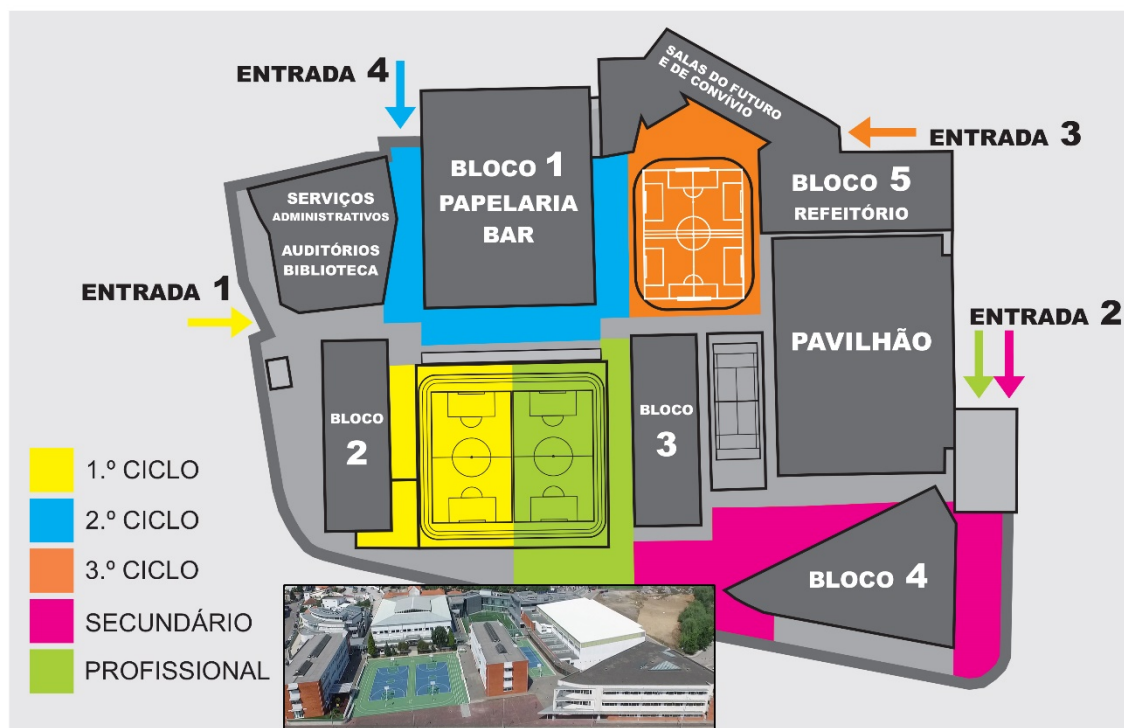 ENTRADA 4
SALAS DO FUTURO
E DE CONVÍVIO
ENTRADA 3
BLOCO 1
PAPELARIA
BAR
BLOCO 5
REFEITÓRIO
SERVIÇOS
ADMINISTRATIVOS
AUDITÓRIOS
BIBLIOTECA
ENTRADA 1
ENTRADA 2
PAVILHÃO
BLOCO
2
BLOCO
3
BLOCO 4
1.º CICLO
2.º CICLO
3.º CICLO
SECUNDÁRIO
PROFISSIONAL